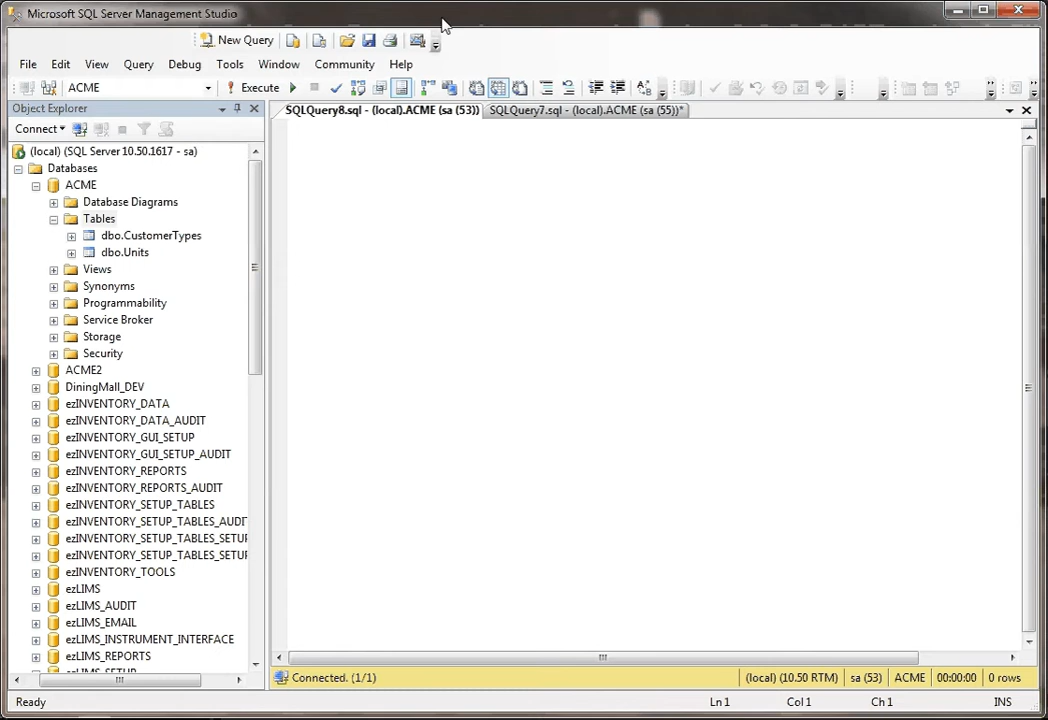 Microsoft SQL Server Management Studio
New Query
File Edit View Query Debug Tools Window Community Help
ACME Execute
Object Explorer
SQLQuery8.sql - (local).ACME (sa (53)) SQLQuery7.sql - (local).ACME (sa (55))*
Connect
(local) (SQL Server 10.50.1617 - sa)
Databases
ACME
Database Diagrams
Tables
dbo.CustomerTypes
dbo.Units
Views
Synonyms
Programmability
Service Broker
Storage
Security
ACME2
DiningMall_DEV
ezINVENTORY_DATA
ezINVENTORY_DATA_AUDIT
ezINVENTORY_GUI_SETUP
ezINVENTORY_GUI_SETUP_AUDIT
ezINVENTORY_REPORTS
ezINVENTORY_REPORTS_AUDIT
ezINVENTORY_SETUP_TABLES
ezINVENTORY_SETUP_TABLES_AUDIT
ezINVENTORY_SETUP_TABLES_SETUP
ezINVENTORY_SETUP_TABLES_SETUP
ezINVENTORY_TOOLS
ezLIMS
ezLIMS_AUDIT
ezLIMS_EMAIL
ezLIMS_INSTRUMENT_INTERFACE
ezLIMS_REPORT
Connected. (1/1) (local) (10.50 RTM) sa (53) ACME 00:00:00 0 rows
Ready Ln 1 Col 1 Ch 1 INS